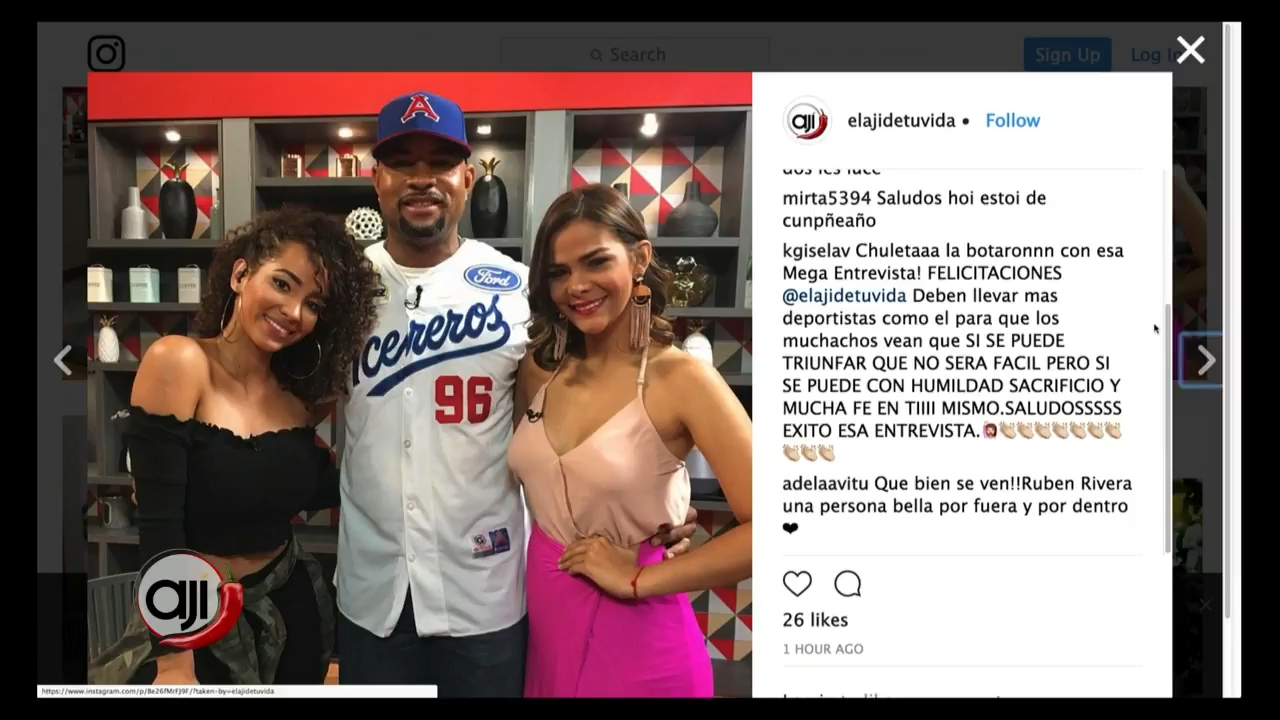 Search
Sign Up
Log In
elajidetuvida • Follow
dos les luce
mirta5394 Saludos hoi estoi de
cunpñeaño
kgiselav Chuletaaa la botaronnn con esa
Mega Entrevista! FELICITACIONES
@elajidetuvida Deben llevar mas
deportistas como el para que los
muchachos vean que SI SE PUEDE
TRIUNFAR QUE NO SERA FACIL PERO SI
SE PUEDE CON HUMILDAD SACRIFICIO Y
MUCHA FE EN TIIII MISMO.SALUDOSSSSS
EXITO ESA ENTREVISTA.
adelaavitu Que bien se ven!!Ruben Rivera
una persona bella por fuera y por dentro
26 likes
1 HOUR AGO
aji
A
Ford
cereros
96
aji
https://www.instagram.com/p/Be26fMrFJ9F/?taken-by=elajidetuvida